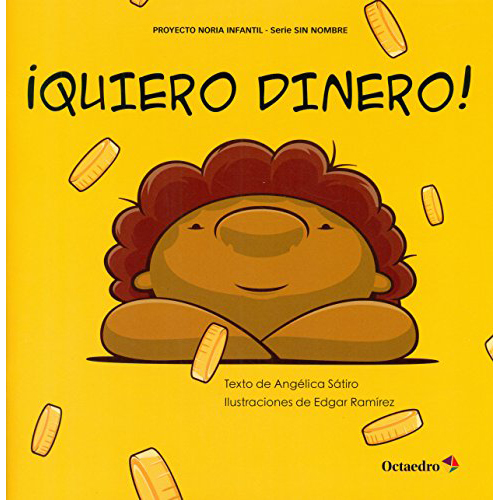 PROYECTO NORIA INFANTIL - Serie SIN NOMBRE
¡QUIERO DINERO!
Texto de Angélica Sátiro
Ilustraciones de Edgar Ramírez
Octaedro